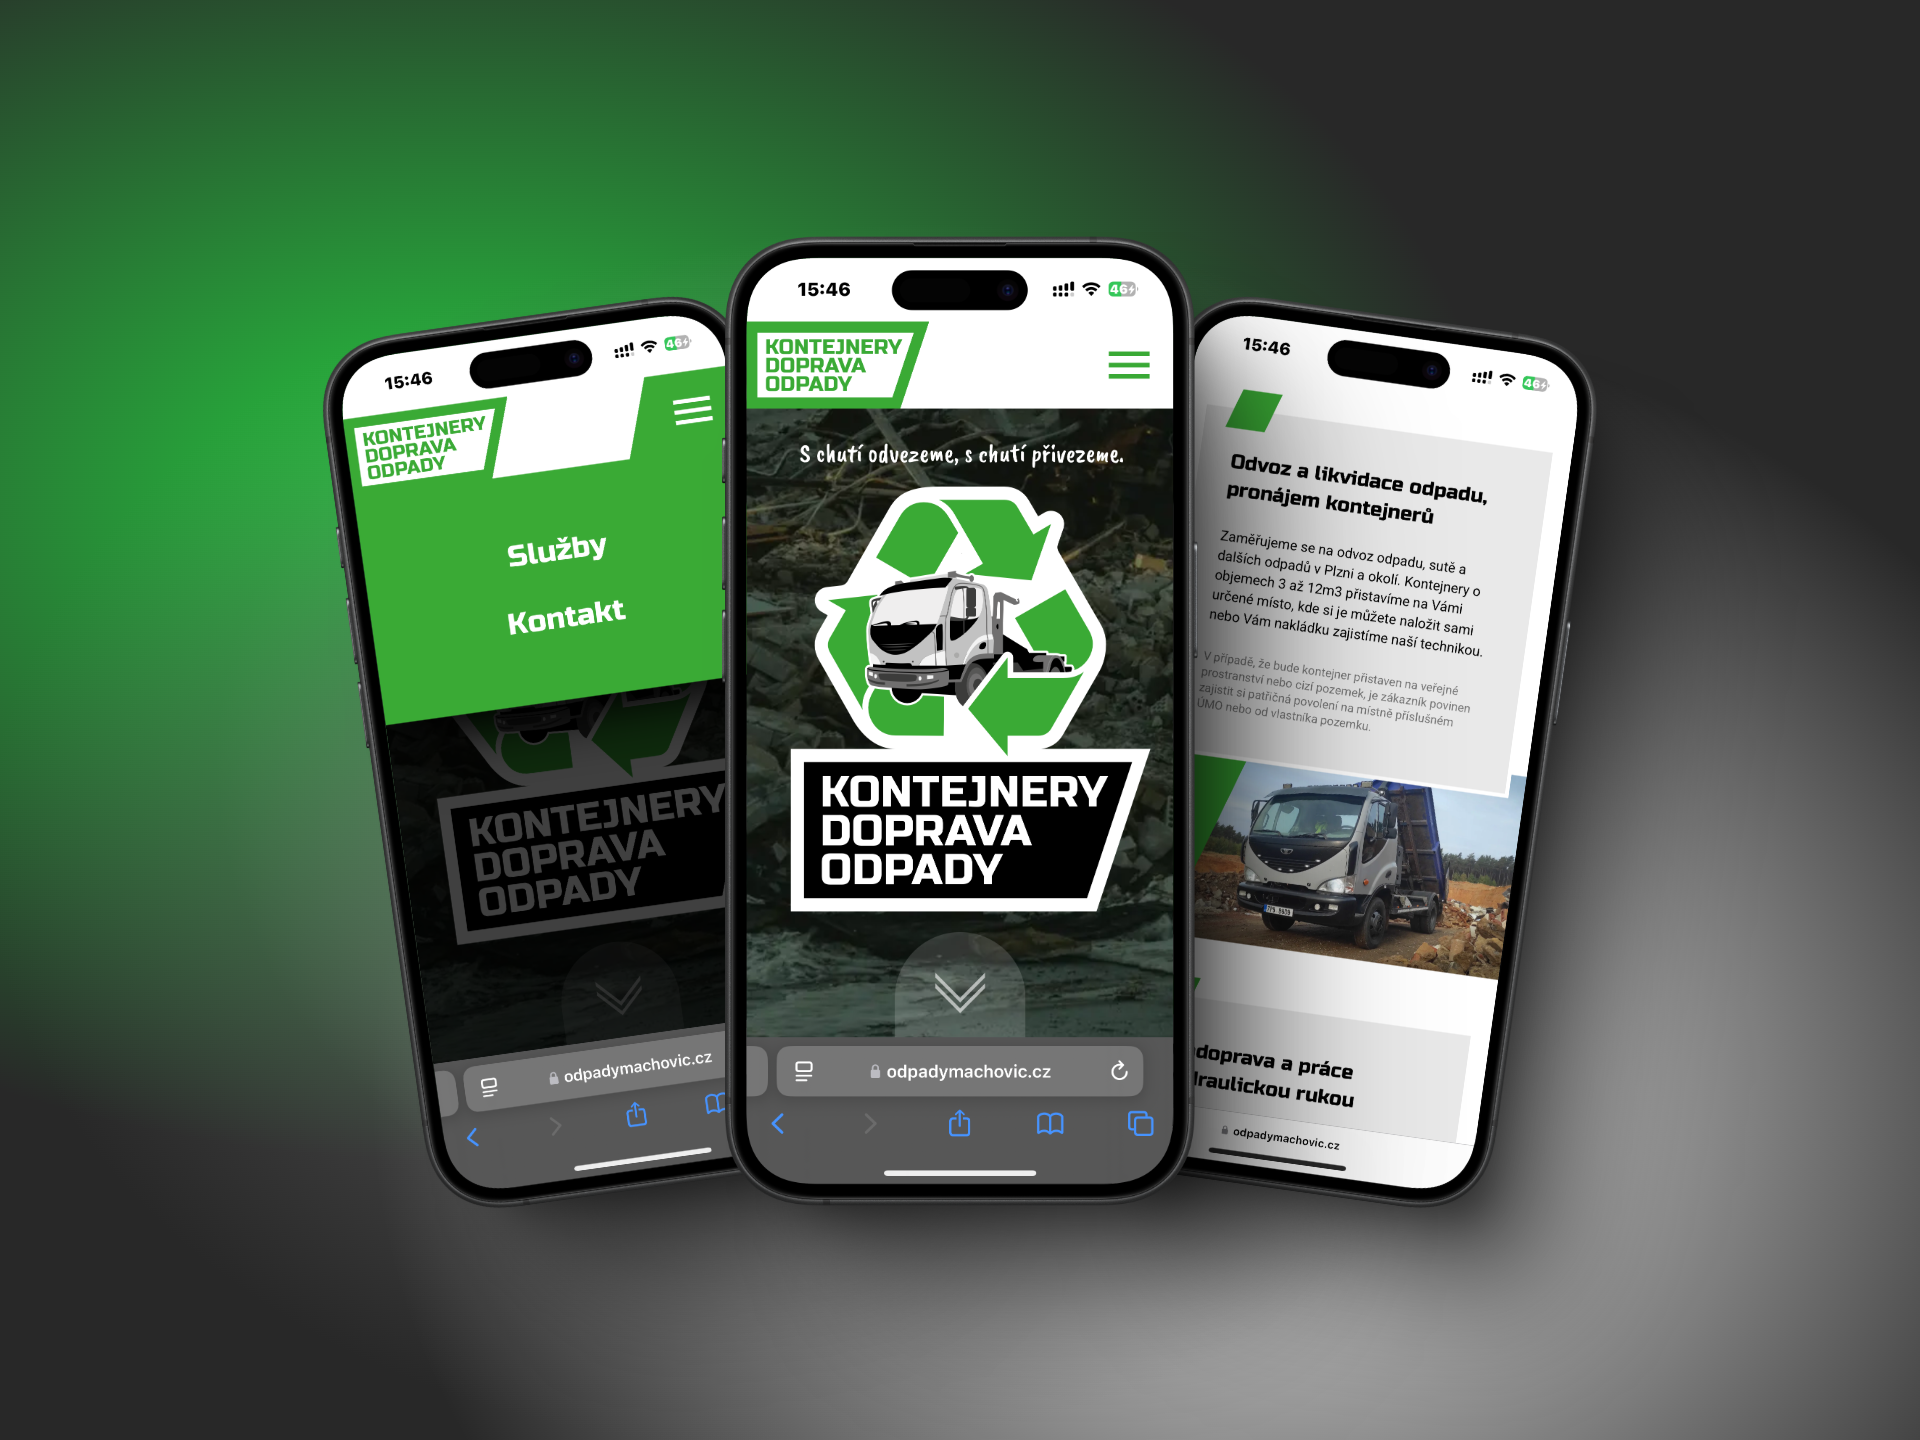 15:46
46
KONTEJNERY
DOPRAVA
ODPADY
Služby
Kontakt
KONTEJNERY
DOPRAVA
ODPADY
odpadymachovic.cz
15:46
46
KONTEJNERY
DOPRAVA
ODPADY
S chutí odvezeme, s chutí přivezeme.
KONTEJNERY
DOPRAVA
ODPADY
odpadymachovic.cz
15:46
46
Odvoz a likvidace odpadu,
pronájem kontejnerů
Zaměřujeme se na odvoz odpadu, sutě a
dalších odpadů v Plzni a okolí. Kontejnery o
objemech 3 až 12m3 přistavíme na Vámi
určené místo, kde si je můžete naložit sami
nebo Vám nakládku zajistíme naší technikou.
V případě, že bude kontejner přistaven na veřejné
prostranství nebo cizí pozemek, je zákazník povinen
zajistit si patřičná povolení na místně příslušném
ÚMO nebo od vlastníka pozemku.
doprava a práce
draulickou rukou
odpadymachovic.cz